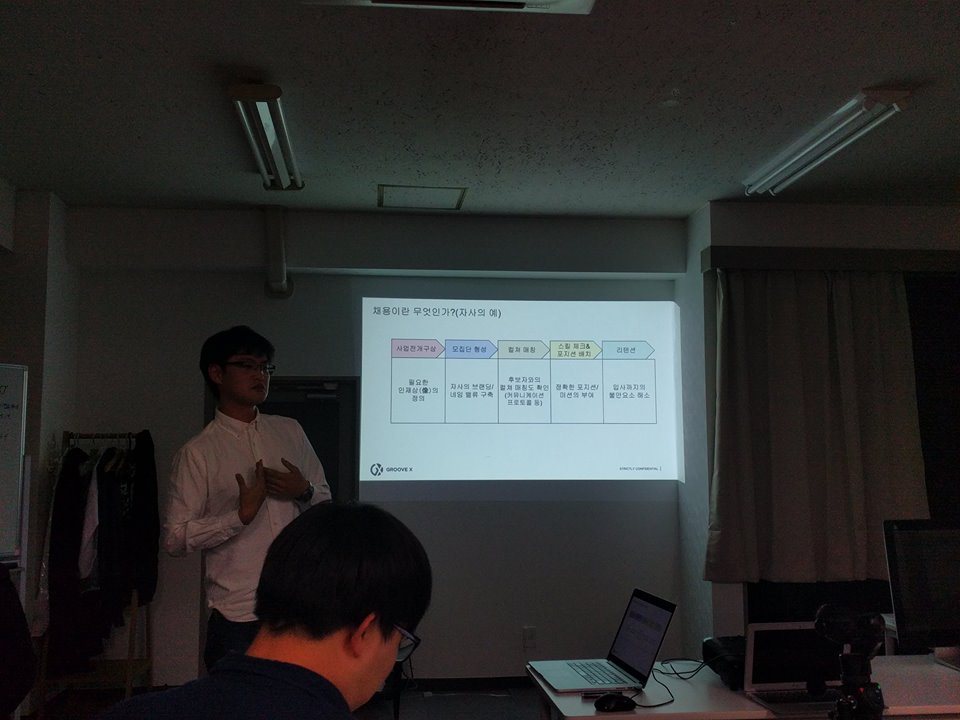 채용이란 무엇인가?(자사의 예)
사업전개구상
모집단 형성
컬쳐 매칭
스킬 체크&
포지션 배치
리텐션
필요한
인재상(像)의
정의
자사의 브랜딩/
네임 밸류 구축
후보자와의
컬쳐 매칭도 확인
(커뮤니케이션
프로토콜 등)
정확한 포지션/
미션의 부여
입사까지의
불안요소 해소
GROOVE X
STRICTLY CONFIDENTIAL